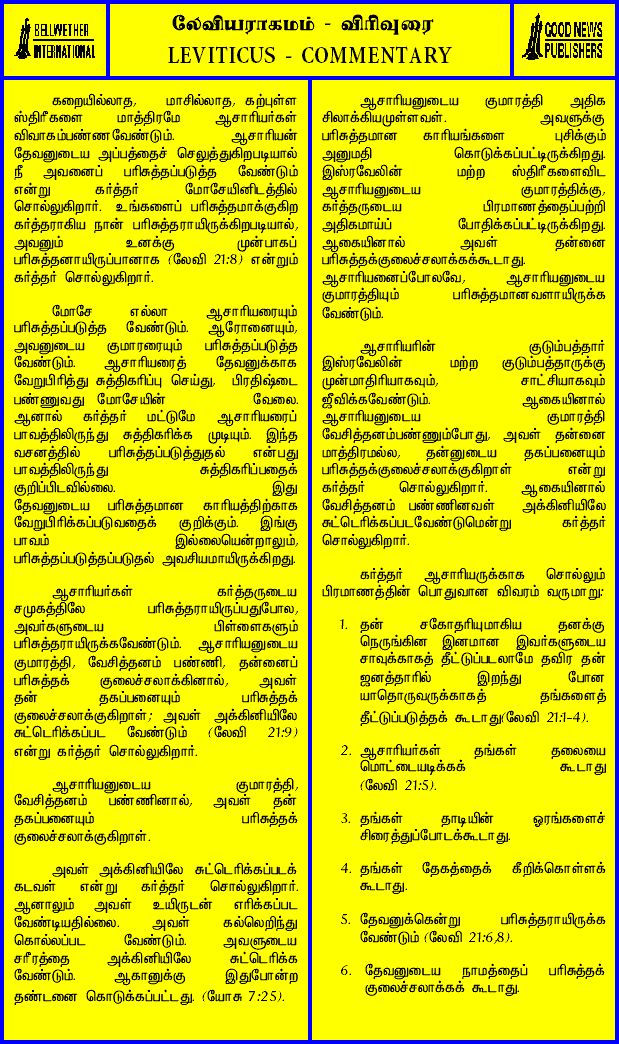 BELLWETHER
INTERNATIONAL
லேவியராகமம் - விரிவுரை
LEVITICUS - COMMENTARY
GOOD NEWS
PUBLISHERS
கறையில்லாத, மாசில்லாத, கற்புள்ள
ஸ்திரீகளை மாத்திரமே ஆசாரியர்கள்
விவாகம்பண்ணவேண்டும். ஆசாரியன்
தேவனுடைய அப்பத்தைச் செலுத்துகிறபடியால்
நீ அவனைப் பரிசுத்தப்படுத்த வேண்டும்
என்று கர்த்தர் மோசேயினிடத்தில்
சொல்லுகிறார். உங்களைப் பரிசுத்தமாக்குகிற
கர்த்தராகிய நான் பரிசுத்தராயிருக்கிறபடியால்,
அவனும் உனக்கு முன்பாகப்
பரிசுத்தனாயிருப்பானாக (லேவி 21:8) என்றும்
கர்த்தர் சொல்லுகிறார்.
மோசே எல்லா ஆசாரியரையும்
பரிசுத்தப்படுத்த வேண்டும். ஆரோனையும்,
அவனுடைய குமாரரையும் பரிசுத்தப்படுத்த
வேண்டும். ஆசாரியரைத் தேவனுக்காக
வேறுபிரித்து சுத்திகரிப்பு செய்து, பிரதிஷ்டை
பண்ணுவது மோசேயின் வேலை.
ஆனால் கர்த்தர் மட்டுமே ஆசாரியரைப்
பாவத்திலிருந்து சுத்திகரிக்க முடியும். இந்த
வசனத்தில் பரிசுத்தப்படுத்துதல் என்பது
பாவத்திலிருந்து சுத்திகரிப்பதைக்
குறிப்பிடவில்லை. இது
தேவனுடைய பரிசுத்தமான காரியத்திற்காக
வேறுபிரிக்கப்படுவதைக் குறிக்கும். இங்கு
பாவம் இல்லையென்றாலும்,
பரிசுத்தப்படுத்தப்படுதல் அவசியமாயிருக்கிறது.
ஆசாரியர்கள் கர்த்தருடைய
சமுகத்திலே பரிசுத்தராயிருப்பதுபோல,
அவர்களுடைய பிள்ளைகளும்
பரிசுத்தராயிருக்கவேண்டும். ஆசாரியனுடைய
குமாரத்தி, வேசித்தனம் பண்ணி, தன்னைப்
பரிசுத்தக் குலைச்சலாக்கினால், அவள்
தன் தகப்பனையும் பரிசுத்தக்
குலைச்சலாக்குகிறாள்; அவள் அக்கினியிலே
சுட்டெரிக்கப்பட வேண்டும் (லேவி 21:9)
என்று கர்த்தர் சொல்லுகிறார்.
ஆசாரியனுடைய குமாரத்தி,
வேசித்தனம் பண்ணினால், அவள் தன்
தகப்பனையும் பரிசுத்தக்
குலைச்சலாக்குகிறாள்.
அவள் அக்கினியிலே சுட்டெரிக்கப்படக்
கடவள் என்று கர்த்தர் சொல்லுகிறார்.
ஆனாலும் அவள் உயிருடன் எரிக்கப்பட
வேண்டியதில்லை. அவள் கல்லெறிந்து
கொல்லப்பட வேண்டும். அவளுடைய
சரீரத்தை அக்கினியிலே சுட்டெரிக்க
வேண்டும். ஆகானுக்கு இதுபோன்ற
தண்டனை கொடுக்கப்பட்டது. (யோசு 7:25).
ஆசாரியனுடைய குமாரத்தி அதிக
சிலாக்கியமுள்ளவள். அவளுக்கு
பரிசுத்தமான காரியங்களை புசிக்கும்
அனுமதி கொடுக்கப்பட்டிருக்கிறது.
இஸ்ரவேலின் மற்ற ஸ்திரீகளைவிட
ஆசாரியனுடைய குமாரத்திக்கு,
கர்த்தருடைய பிரமாணத்தைப்பற்றி
அதிகமாய்ப் போதிக்கப்பட்டிருக்கிறது.
ஆகையினால் அவள் தன்னை
பரிசுத்தக்குலைச்சலாக்கக்கூடாது.
ஆசாரியனைப்போலவே, ஆசாரியனுடைய
குமாரத்தியும் பரிசுத்தமானவளாயிருக்க
வேண்டும்.
ஆசாரியரின் குடும்பத்தார்
இஸ்ரவேலின் மற்ற குடும்பத்தாருக்கு
முன்மாதிரியாகவும், சாட்சியாகவும்
ஜீவிக்கவேண்டும். ஆகையினால்
ஆசாரியனுடைய குமாரத்தி
வேசித்தனம்பண்ணும்போது, அவள் தன்னை
மாத்திரமல்ல, தன்னுடைய தகப்பனையும்
பரிசுத்தக்குலைச்சலாக்குகிறாள் என்று
கர்த்தர் சொல்லுகிறார். ஆகையினால்
வேசித்தனம் பண்ணினவள் அக்கினியிலே
சுட்டெரிக்கப்படவேண்டுமென்று கர்த்தர்
சொல்லுகிறார்.
கர்த்தர் ஆசாரியருக்காக சொல்லும்
பிரமாணத்தின் பொதுவான விவரம் வருமாறு:
1. தன் சகோதரியுமாகிய தனக்கு
நெருங்கின இனமான இவர்களுடைய
சாவுக்காகத் தீட்டுப்படலாமே தவிர தன்
ஜனத்தாரில் இறந்து போன
யாதொருவருக்காகத் தங்களைத்
தீட்டுப்படுத்தக் கூடாது(லேவி 21:1-4).
2. ஆசாரியர்கள் தங்கள் தலையை
மொட்டையடிக்கக் கூடாது
(லேவி 21:5).
3. தங்கள் தாடியின் ஓரங்களைச்
சிரைத்துப்போடக்கூடாது.
4. தங்கள் தேகத்தைக் கீறிக்கொள்ளக்
கூடாது.
5. தேவனுக்கென்று பரிசுத்தராயிருக்க
வேண்டும் (லேவி 21:6,8).
6. தேவனுடைய நாமத்தைப் பரிசுத்தக்
குலைச்சலாக்கக் கூடாது.